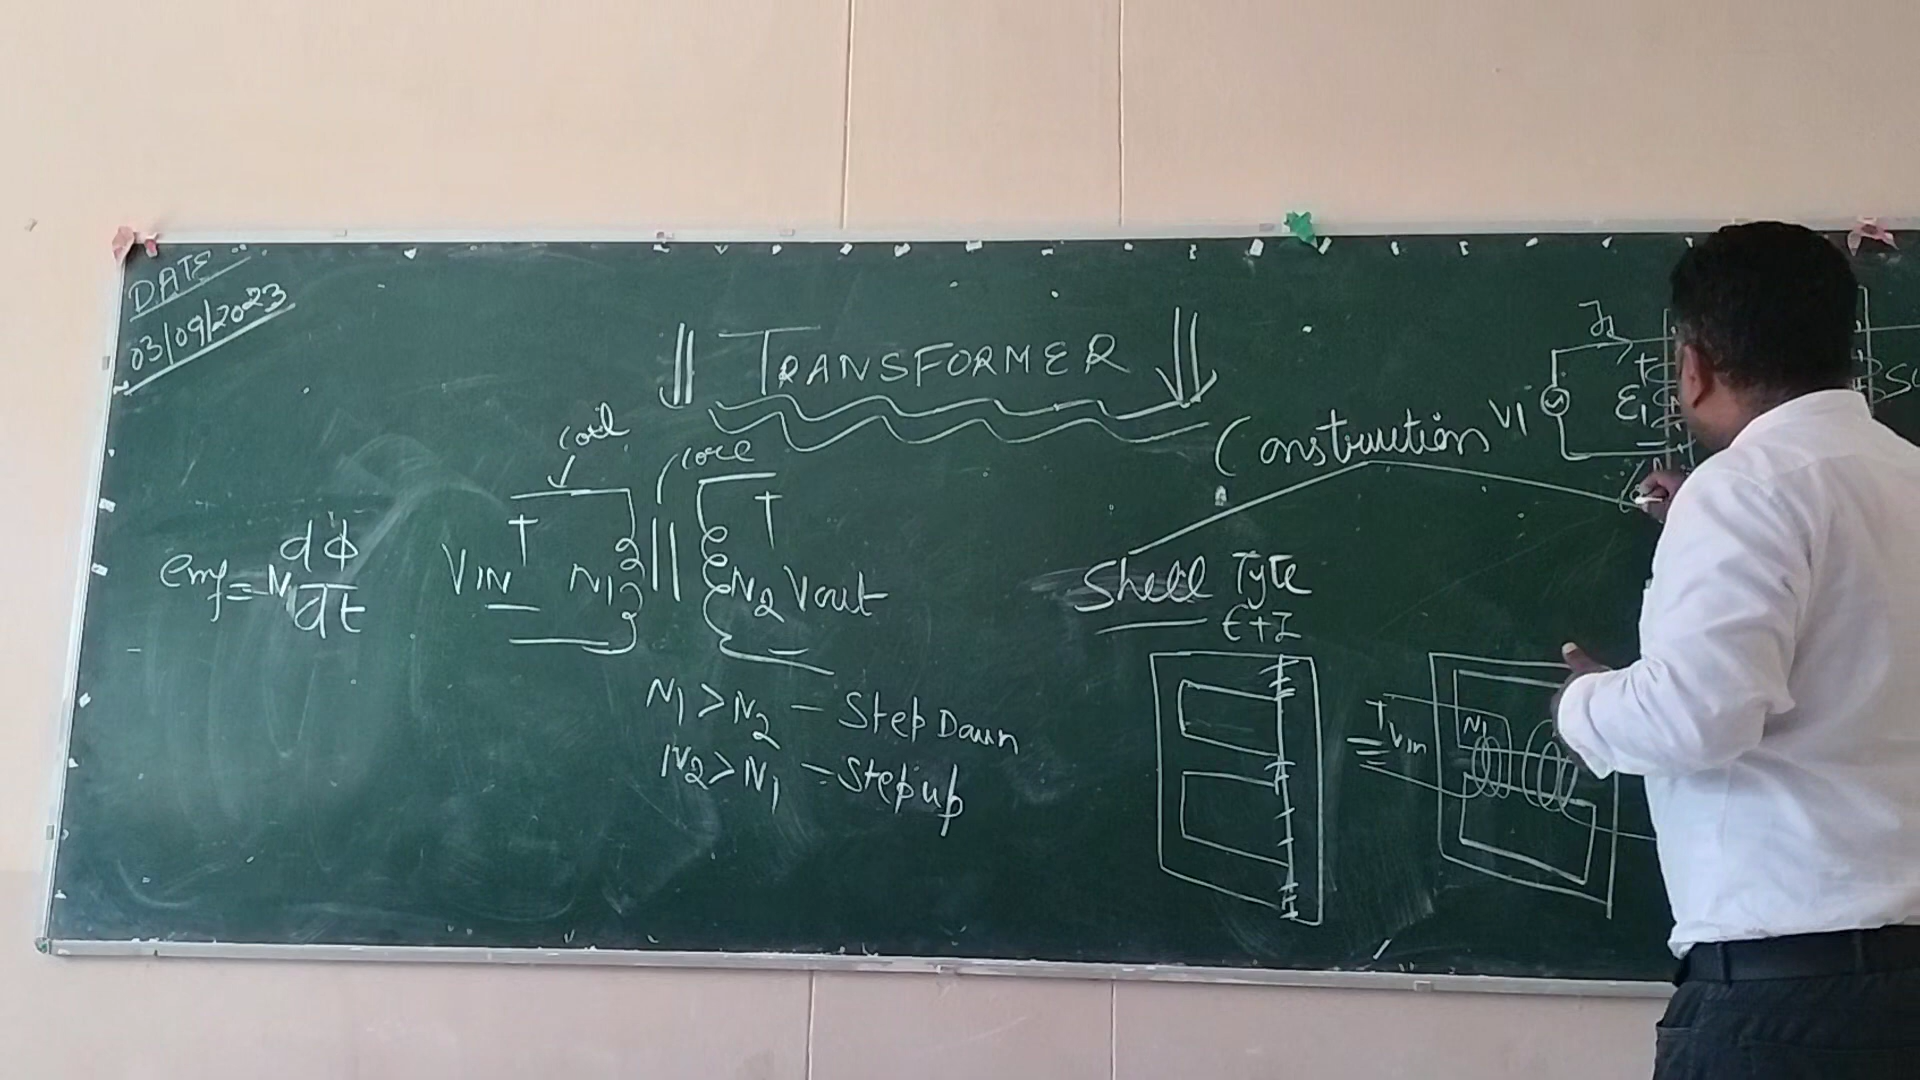 DATE
03/09/2023
TRANSFORMER
coil
core
emf = N dφ/dt
VIN
N1
N2
Vout
N1 > N2 - Step Down
N2 > N1 - Step up
Construction
Shell Type
E+I
V1
I1
+
E1
-
Vin
N1